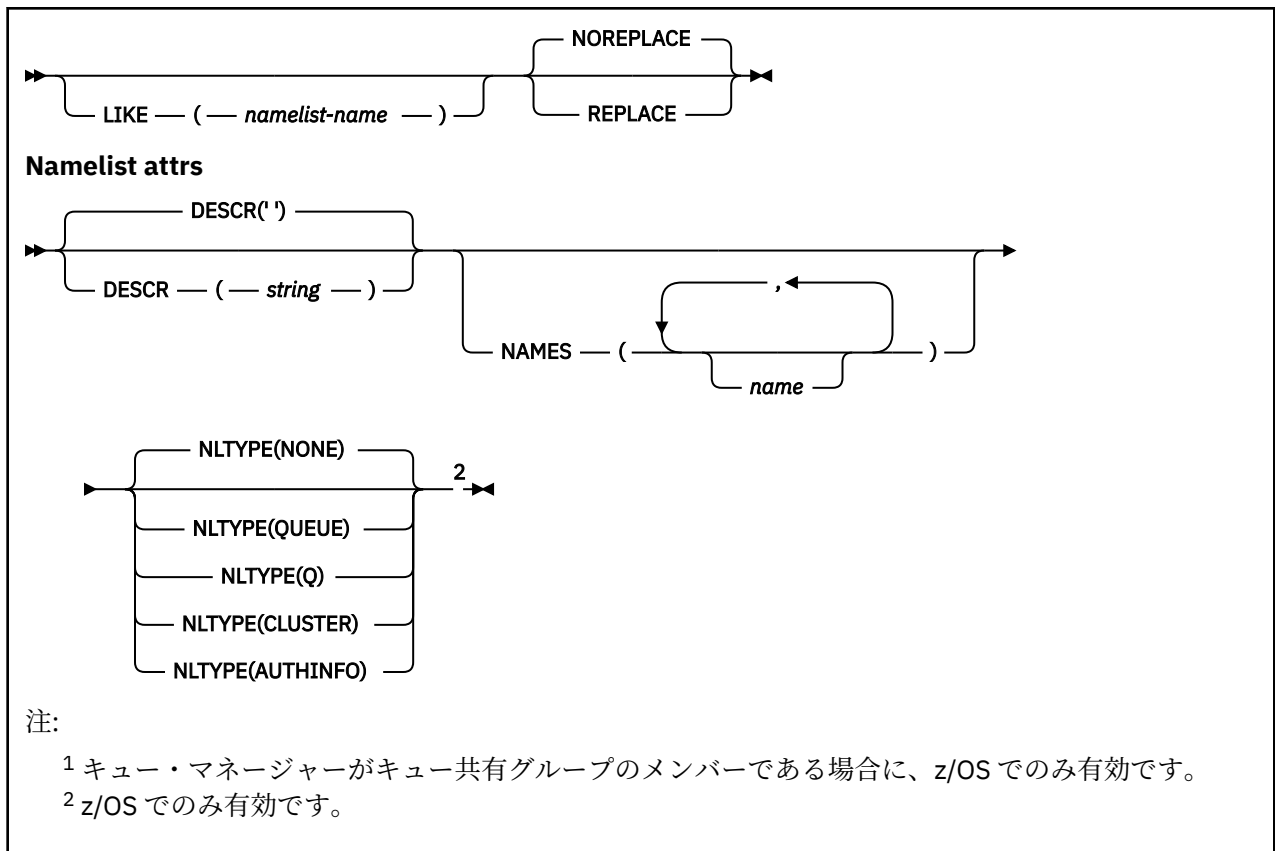 NOREPLACE
LIKE ( namelist-name ) REPLACE
Namelist attrs
DESCR(' ')
DESCR ( string )
,
NAMES ( )
name
NLTYPE(NONE)
2
NLTYPE(QUEUE)
NLTYPE(Q)
NLTYPE(CLUSTER)
NLTYPE(AUTHINFO)
注:
1 キュー・マネージャーがキュー共有グループのメンバーである場合に、z/OS でのみ有効です。
2 z/OS でのみ有効です。